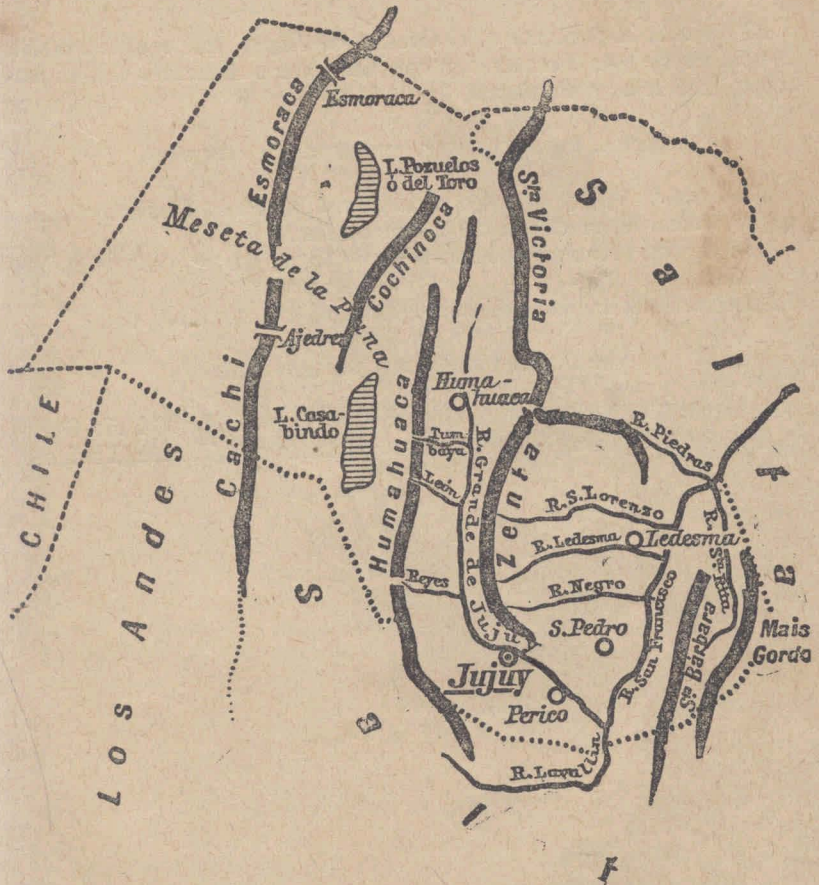 Esmoraca
Esmoraca
L. Pozuelos
ó del Toro
Sta Victoria
Salta
Meseta de la Puna
Cochinoca
Ajedrez
Cachi
CHILE
Los Andes
L. Casa-
bindo
Humahuaca
Huma-
huaca
Tum
baya
León
Reyes
R. Grande de Jujuy
Zenta
R. Piedras
R. S. Lorenzo
R. Ledesma
Ledesma
R. Negro
S. Pedro
R. San Francisco
R. Sta Rita
Sta Bárbara
Mais
Gordo
Jujuy
Perico
R. Lavallin
S a l t